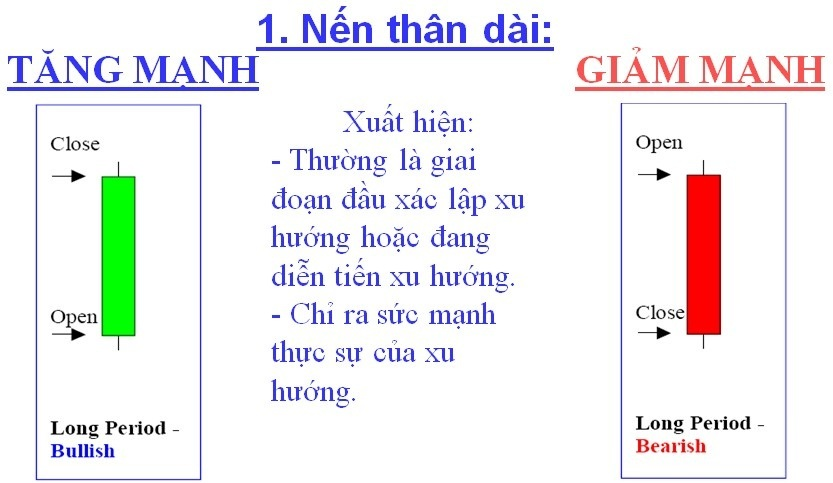 1. Nến thân dài:
TĂNG MẠNH
GIẢM MẠNH
Close
Open
Long Period -
Bullish
Xuất hiện:
- Thường là giai
đoạn đầu xác lập xu
hướng hoặc đang
diễn tiến xu hướng.
- Chỉ ra sức mạnh
thực sự của xu
hướng.
Open
Close
Long Period -
Bearish